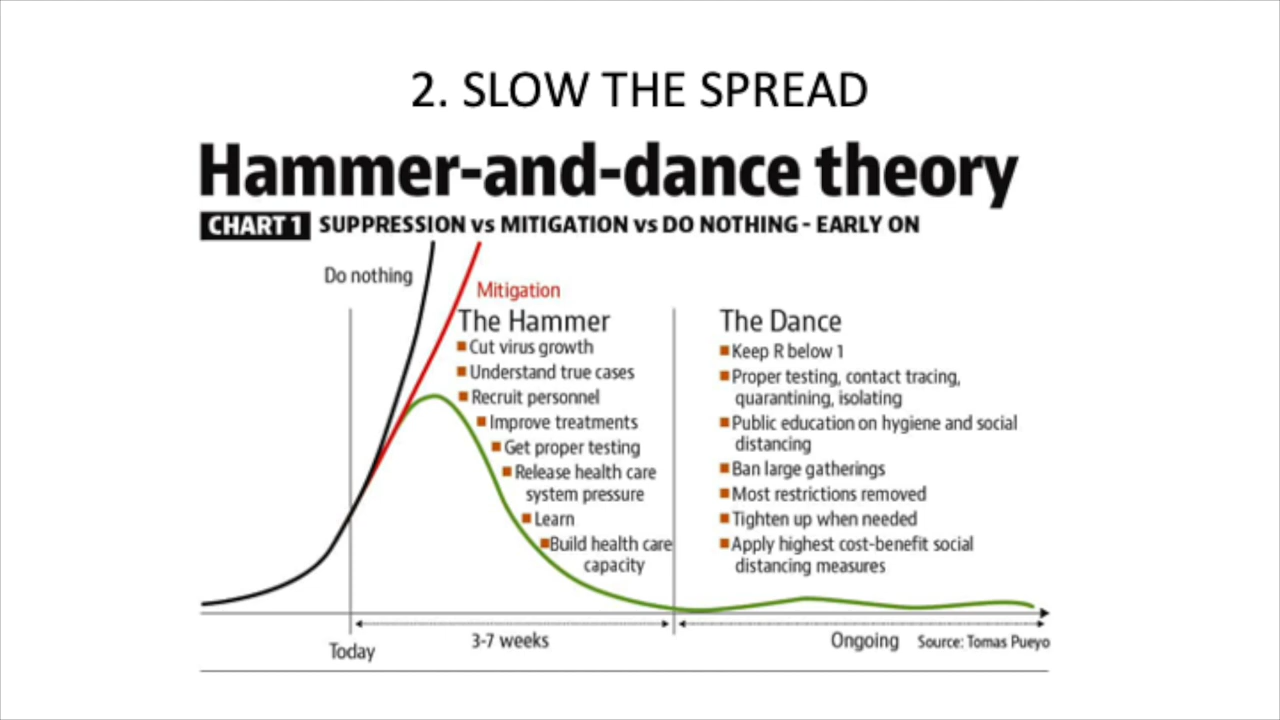 2. SLOW THE SPREAD
Hammer-and-dance theory
CHART 1 SUPPRESSION vs MITIGATION vs DO NOTHING - EARLY ON
Do nothing
Mitigation
The Hammer
Cut virus growth
Understand true cases
Recruit personnel
Improve treatments
Get proper testing
Release health care
system pressure
Learn
Build health care
capacity
The Dance
Keep R below 1
Proper testing, contact tracing,
quarantining, isolating
Public education on hygiene and social
distancing
Ban large gatherings
Most restrictions removed
Tighten up when needed
Apply highest cost-benefit social
distancing measures
Today
3-7 weeks
Ongoing
Source: Tomas Pueyo